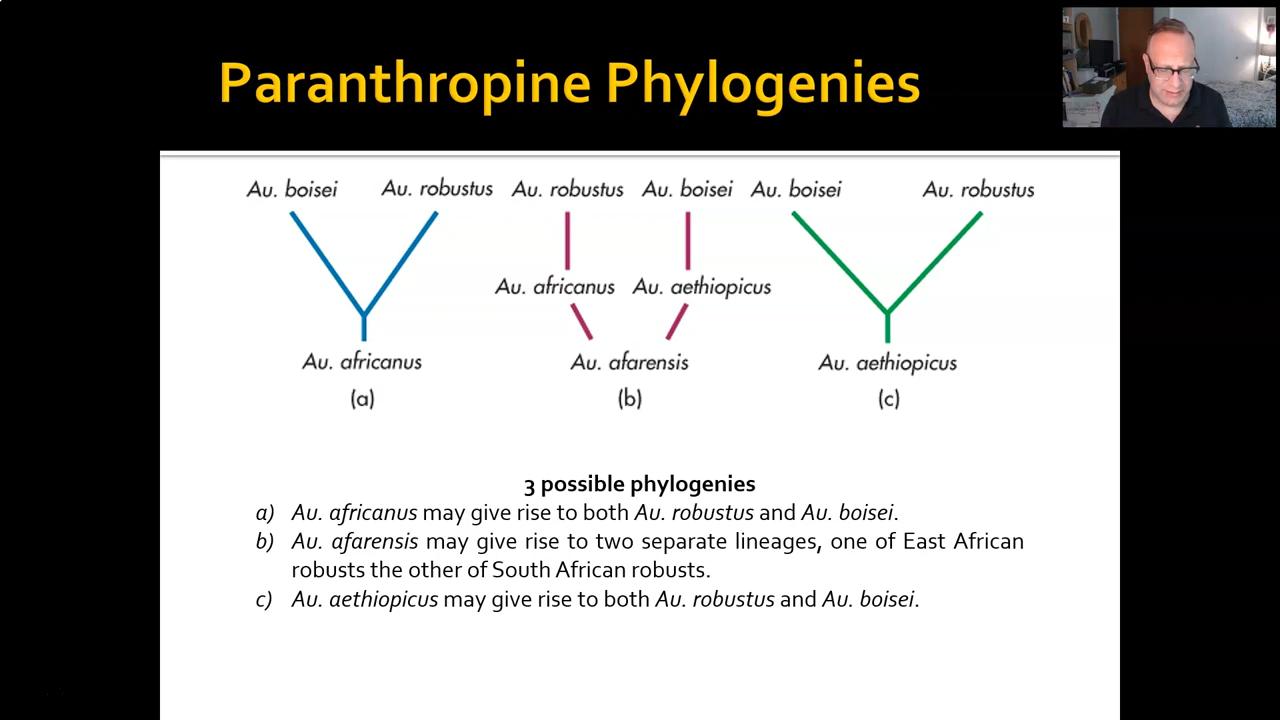 Paranthropine Phylogenies
Au. boisei Au. robustus Au. robustus Au. boisei Au. boisei Au. robustus
Au. africanus Au. aethiopicus
Au. africanus Au. afarensis Au. aethiopicus
(a) (b) (c)
3 possible phylogenies
a) Au. africanus may give rise to both Au. robustus and Au. boisei.
b) Au. afarensis may give rise to two separate lineages, one of East African
robusts the other of South African robusts.
c) Au. aethiopicus may give rise to both Au. robustus and Au. boisei.